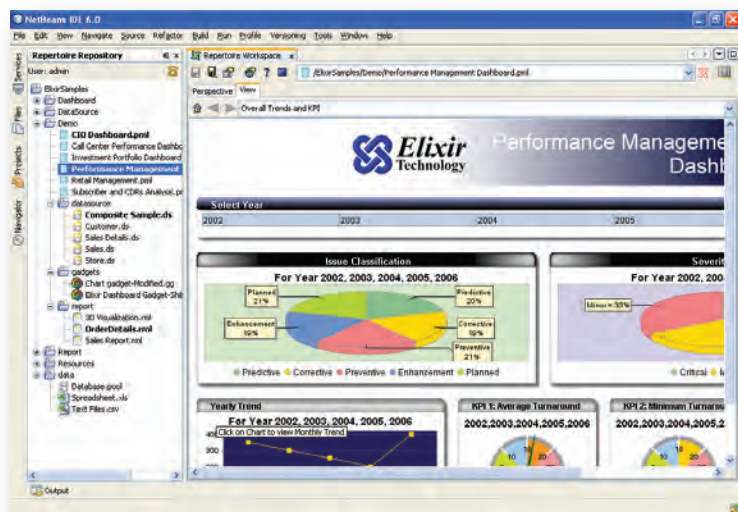 NetBeans IDE 6.0
File Edit View Navigate Source Refactor Build Run Profile Versioning Tools Window Help
Repertoire Repository
Repertoire Workspace
User: admin
/ElixirSamples/Demo/Performance Management Dashboard.pml
Perspective View
Overall Trends and KPI
Services
Files
Projects
Navigator
ElixirSamples
Dashboard
DataSource
Demo
CIO Dashboard.pml
Call Center Performance Dashbo
Investment Portfolio Dashboard
Performance Management
Retail Management.pml
Subscriber and CDRs Analysis.pr
datasource
Composite Sample.ds
Customer.ds
Sales Details.ds
Sales.ds
Store.ds
gadgets
Chart gadget-Modified.gg
Elixir Dashboard Gadget-Shi
report
3D Visualization.rml
OrderDetails.rml
Sales Report.rml
Report
Resources
data
Database.pool
Spreadsheet.xls
Text Files.csv
Output
Elixir
Technology
Performance Manageme
Dashb
Select Year
2002 2003 2004 2005
Issue Classification
For Year 2002, 2003, 2004, 2005, 2006
Planned
21%
Predictive
20%
Enhancement
19%
Corrective
19%
Preventive
21%
Predictive Corrective Preventive Enhancement Planned
Severit
For Year 2002, 200
Minor = 33%
Critical
Yearly Trend
For Year 2002, 2003, 2004, 2005, 2006
Click on Chart to view Monthly Trend
400
300
200
KPI 1: Average Turnaround
2002,2003,2004,2005,2006
10 20
KPI 2: Minimum Turnarou
2002,2003,2004,2005,2
10 20